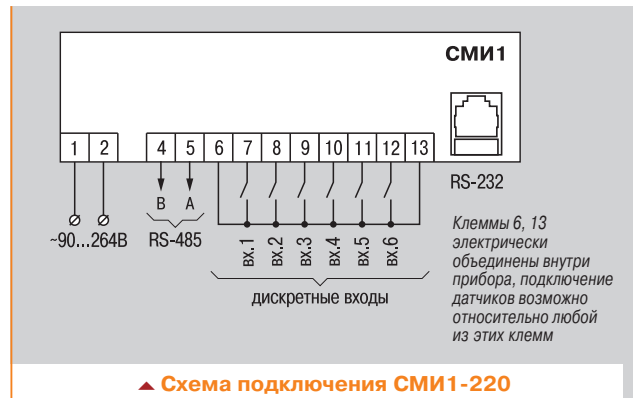 СМИ1
1 2 4 5 6 7 8 9 10 11 12 13
RS-232
B A
~90...264В RS-485
вх.1 вх.2 вх.3 вх.4 вх.5 вх.6
дискретные входы
Клеммы 6, 13
электрически
объединены внутри
прибора, подключение
датчиков возможно
относительно любой
из этих клемм
Схема подключения СМИ1-220